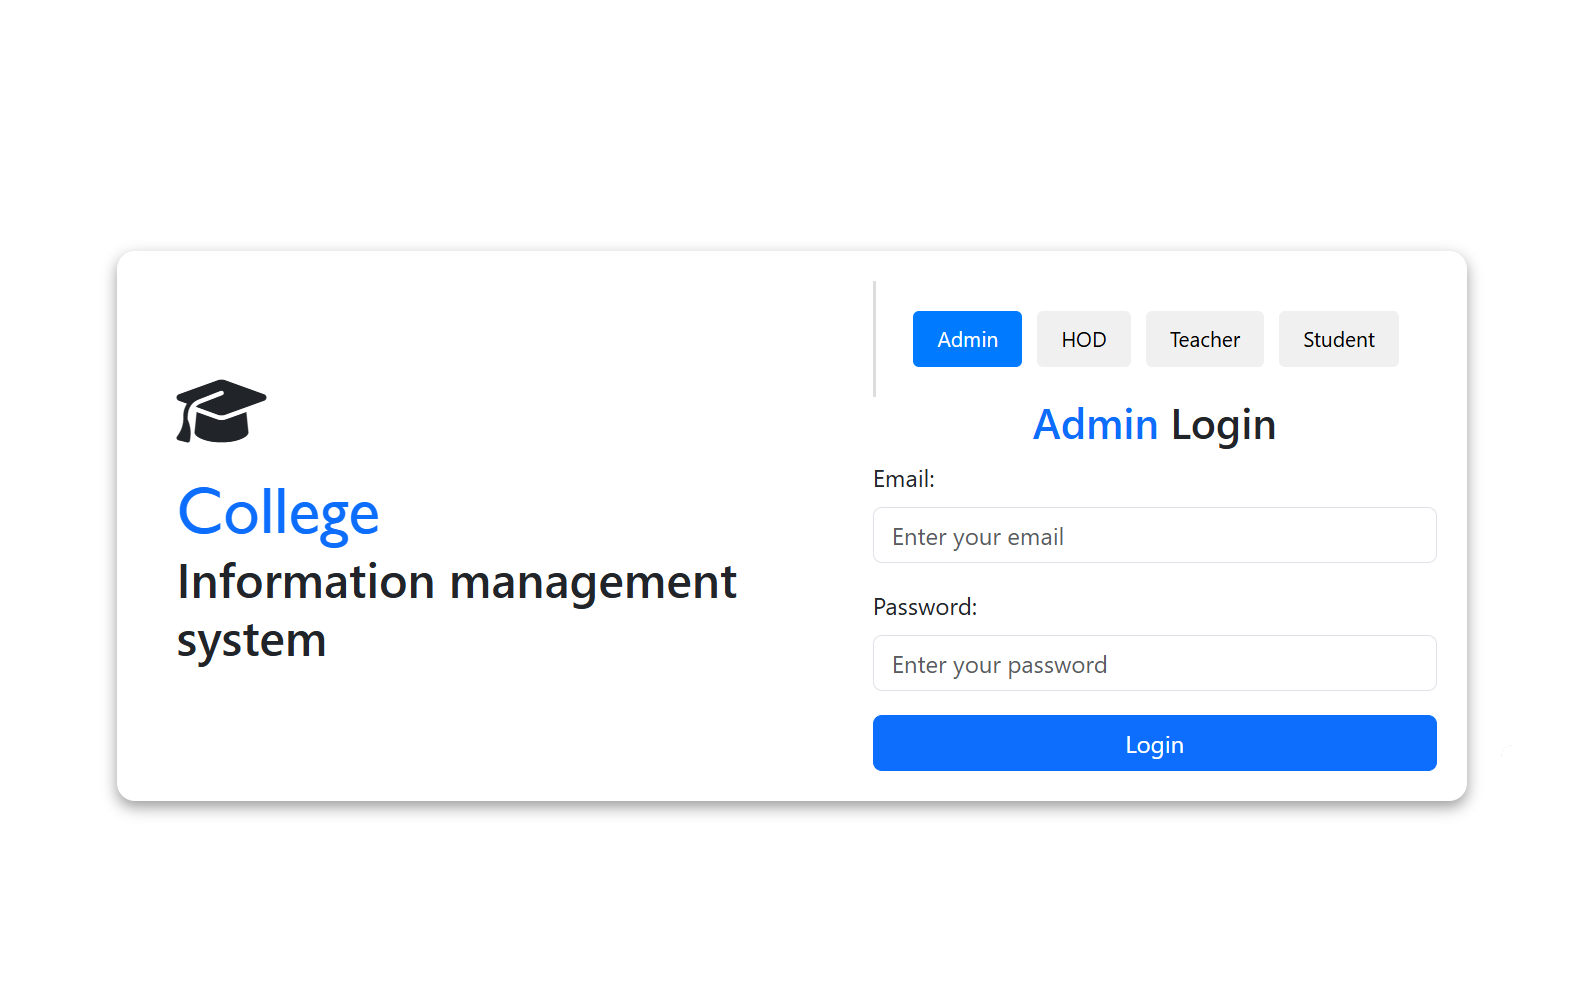 College
Information management
system
Admin HOD Teacher Student
Admin Login
Email:
Enter your email
Password:
Enter your password
Login